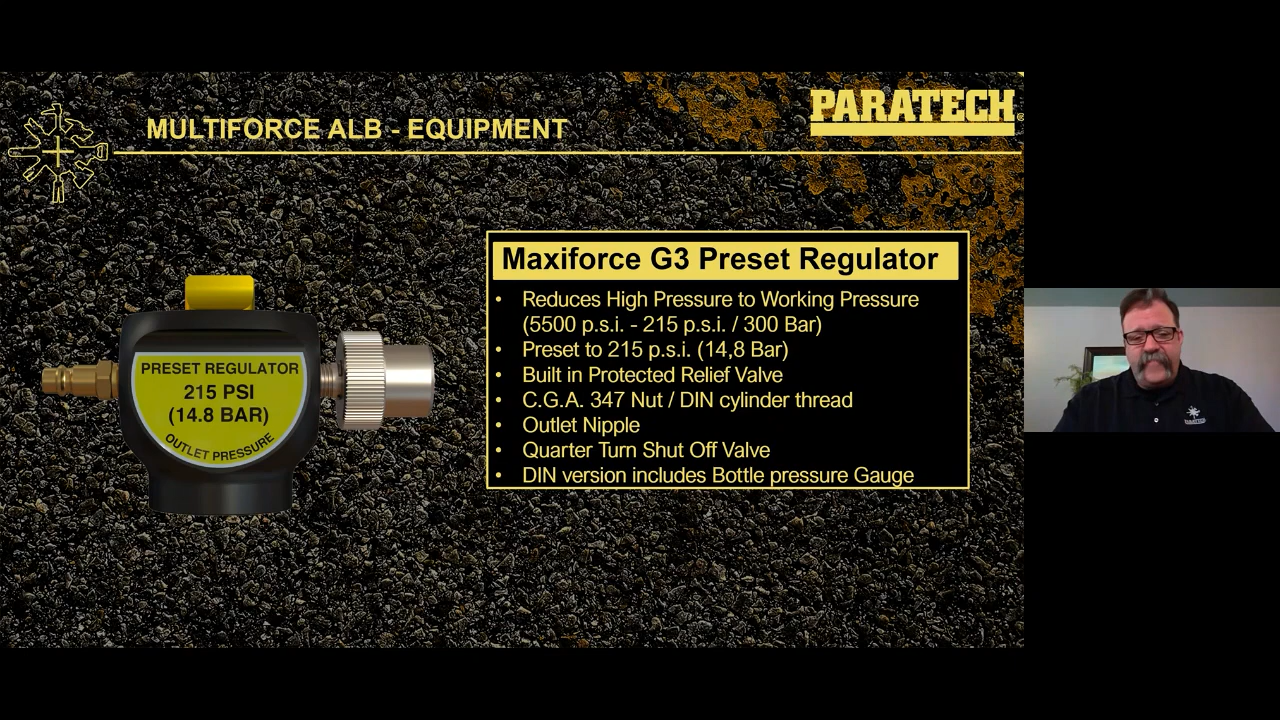 MULTIFORCE ALB - EQUIPMENT
PARATECH®
Maxiforce G3 Preset Regulator
• Reduces High Pressure to Working Pressure
(5500 p.s.i. - 215 p.s.i. / 300 Bar)
• Preset to 215 p.s.i. (14,8 Bar)
• Built in Protected Relief Valve
• C.G.A. 347 Nut / DIN cylinder thread
• Outlet Nipple
• Quarter Turn Shut Off Valve
• DIN version includes Bottle pressure Gauge
PRESET REGULATOR
215 PSI
(14.8 BAR)
OUTLET PRESSURE